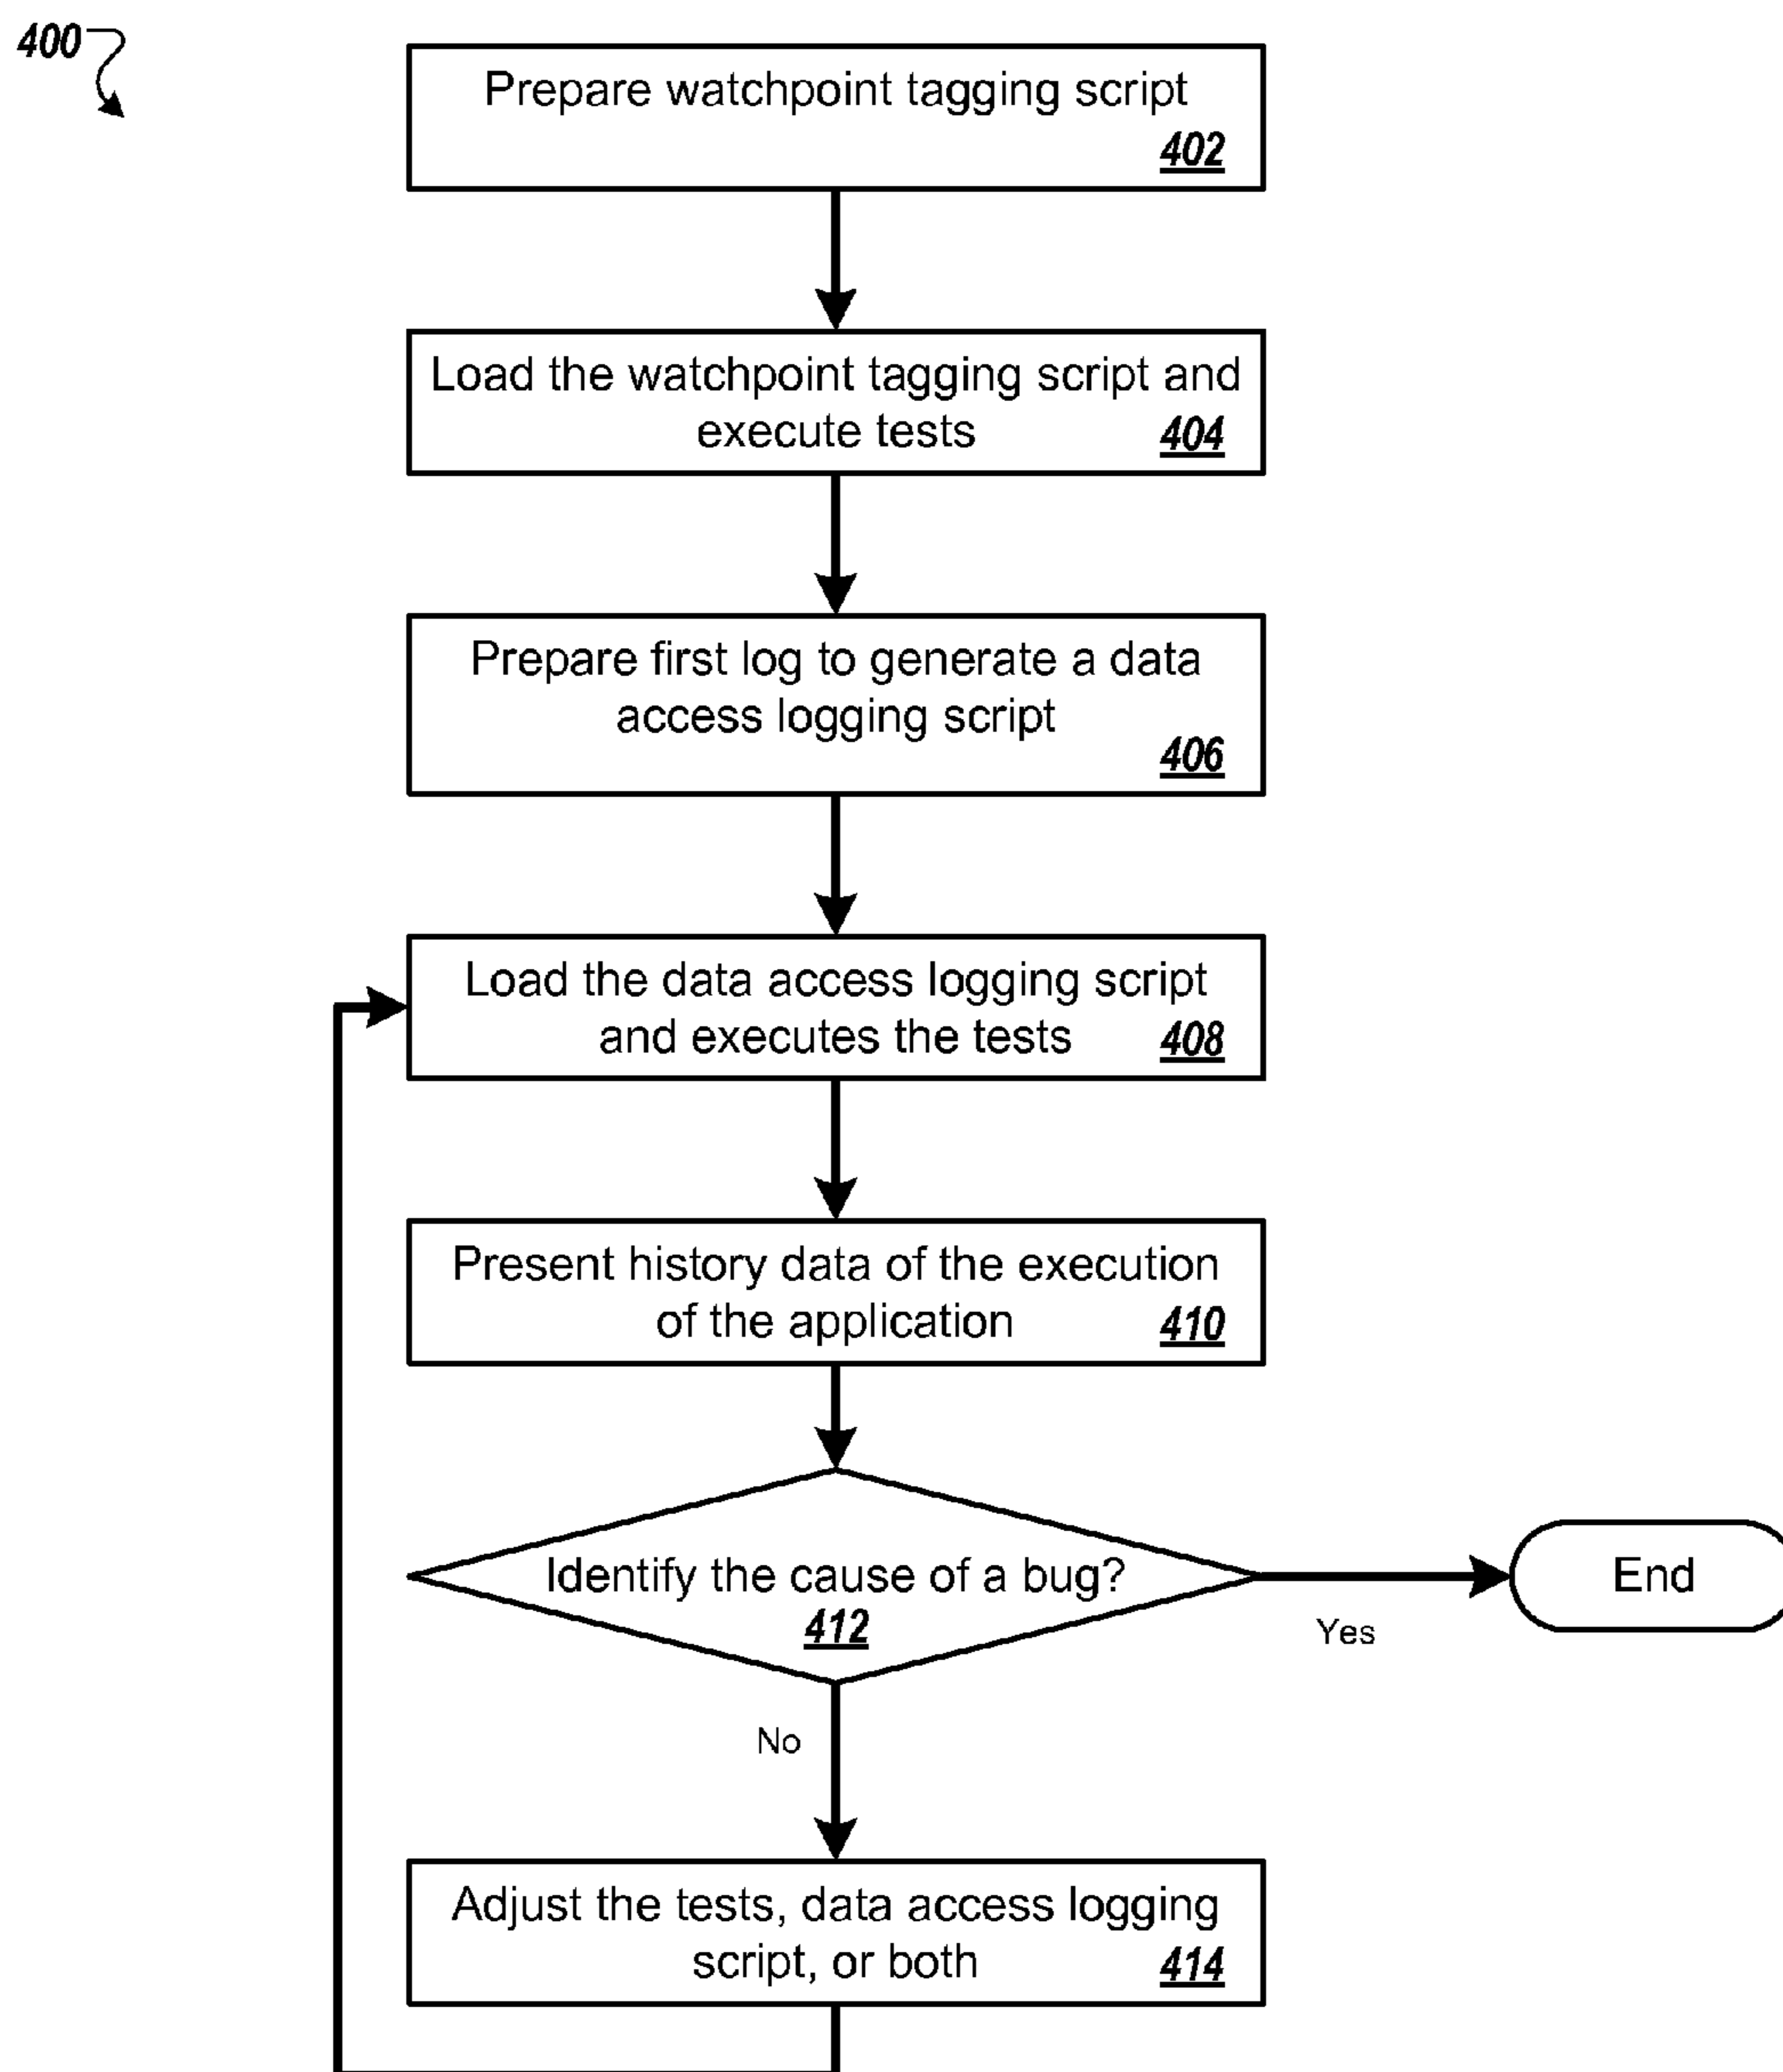 400
Prepare watchpoint tagging script
402
Load the watchpoint tagging script and
execute tests 404
Prepare first log to generate a data
access logging script
406
Load the data access logging script
and executes the tests 408
Present history data of the execution
of the application 410
Identify the cause of a bug?
412
End
Yes
No
Adjust the tests, data access logging
script, or both 414